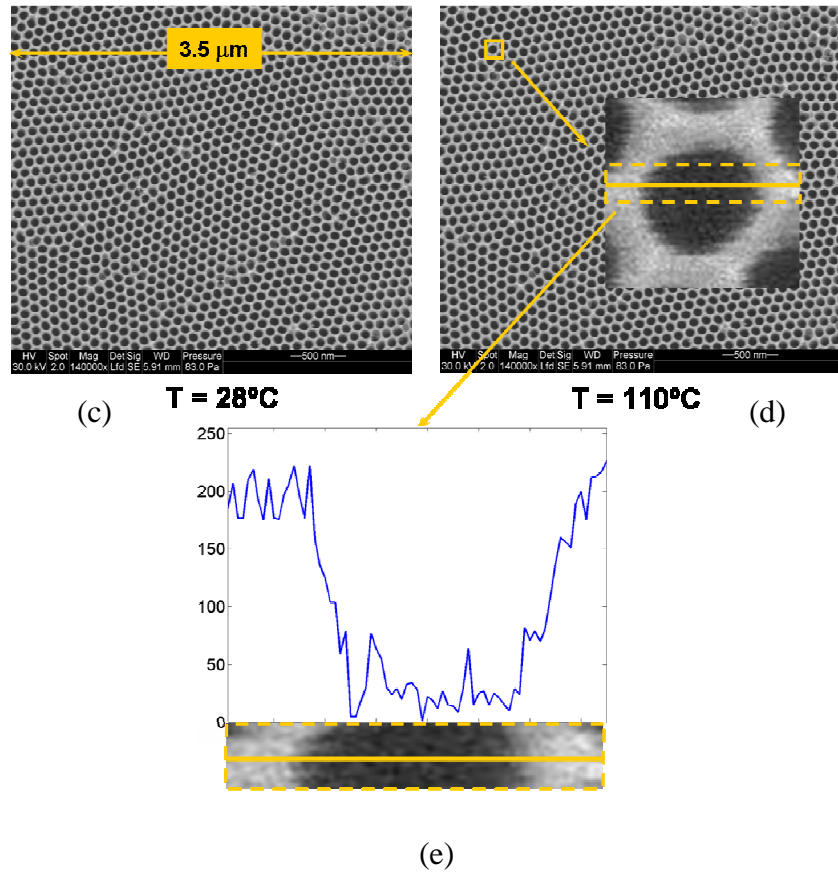 3.5 μm
HV Spot Mag Det Sig WD Pressure
30.0 kV 2.0 140000x Lfd SE 5.91 mm 83.0 Pa
500 nm
HV Spot Mag Det Sig WD Pressure
30.0 kV 2.0 140000x Lfd SE 5.91 mm 83.0 Pa
500 nm
(c) T = 28ºC T = 110ºC (d)
250
200
150
100
50
0
(e)